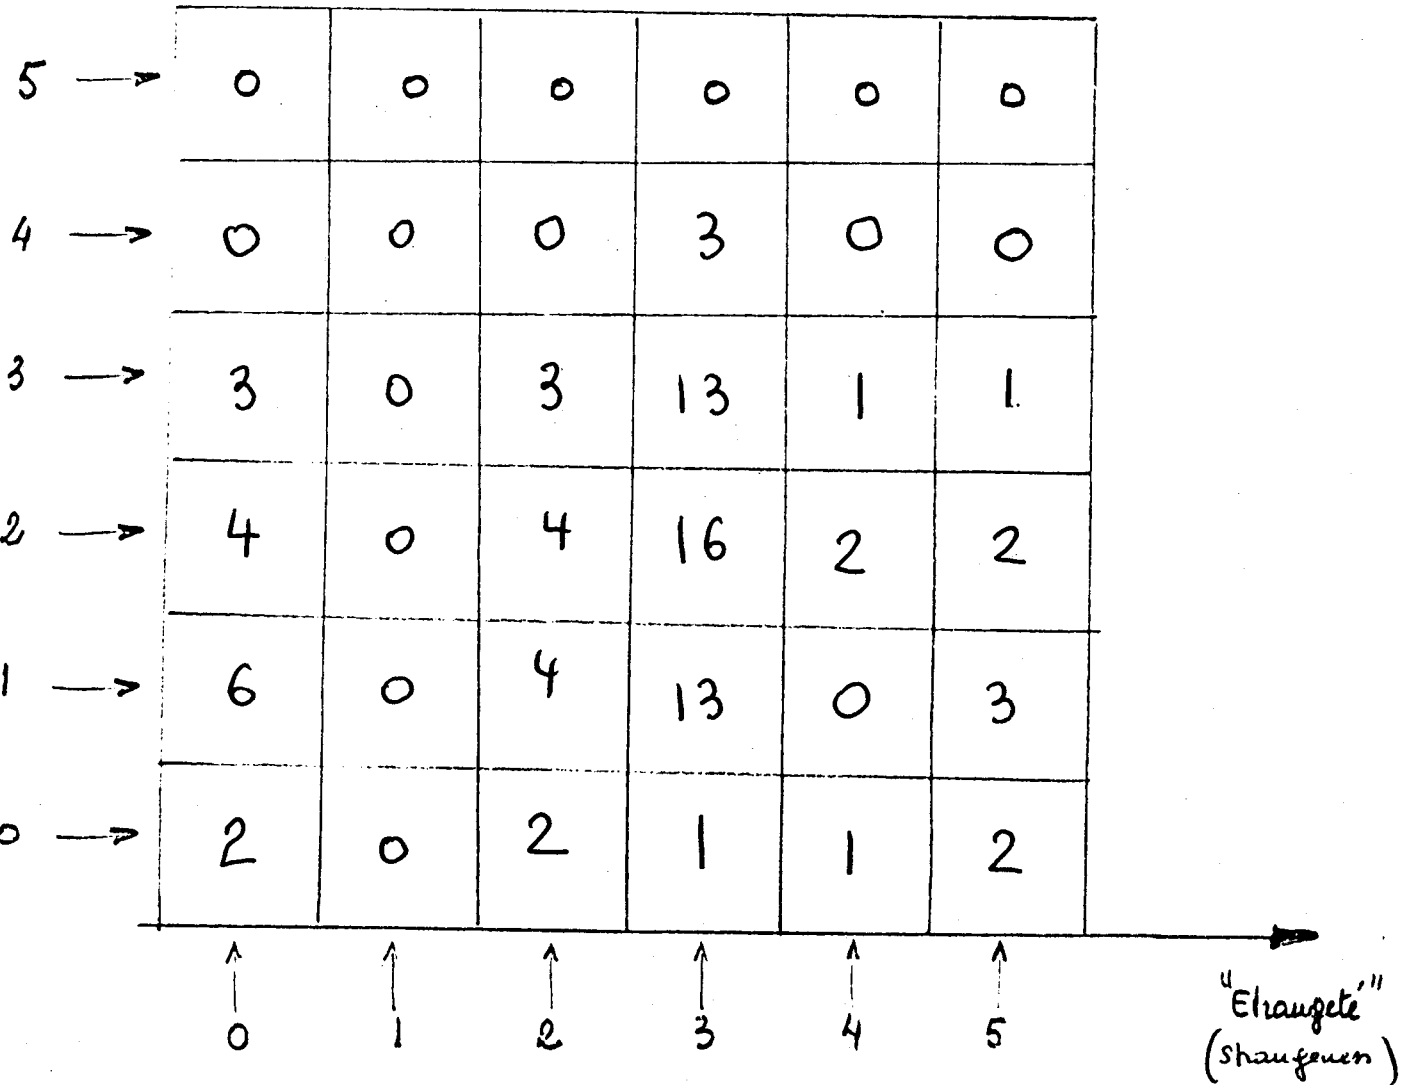 5 → 0 0 0 0 0 0
4 → 0 0 0 3 0 0
3 → 3 0 3 13 1 1
2 → 4 0 4 16 2 2
1 → 6 0 4 13 0 3
0 → 2 0 2 1 1 2
0 1 2 3 4 5
"Etrangeté"
(strangeness)